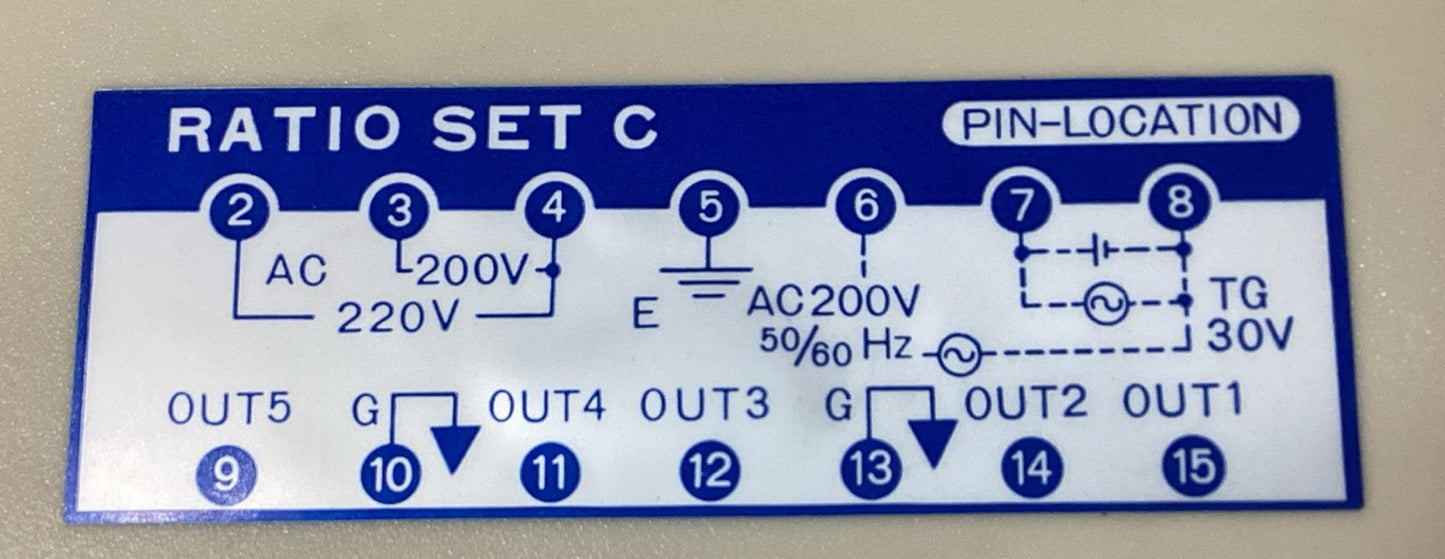 RATIO SET C PIN-LOCATION
2 3 4 5 6 7 8
AC 200V
220V E AC200V TG
50/60 Hz 30V
OUT5 G OUT4 OUT3 G OUT2 OUT1
9 10 11 12 13 14 15